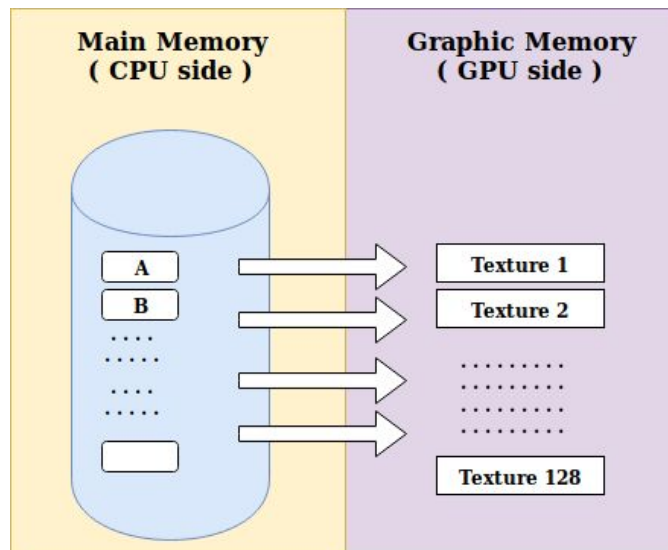 Main Memory
( CPU side )
Graphic Memory
( GPU side )
A
B
. . . .
. . . . .
. . . .
. . . . .
Texture 1
Texture 2
. . . . . . . . .
. . . . . . . . .
. . . . . . . . .
. . . . . . . . .
Texture 128